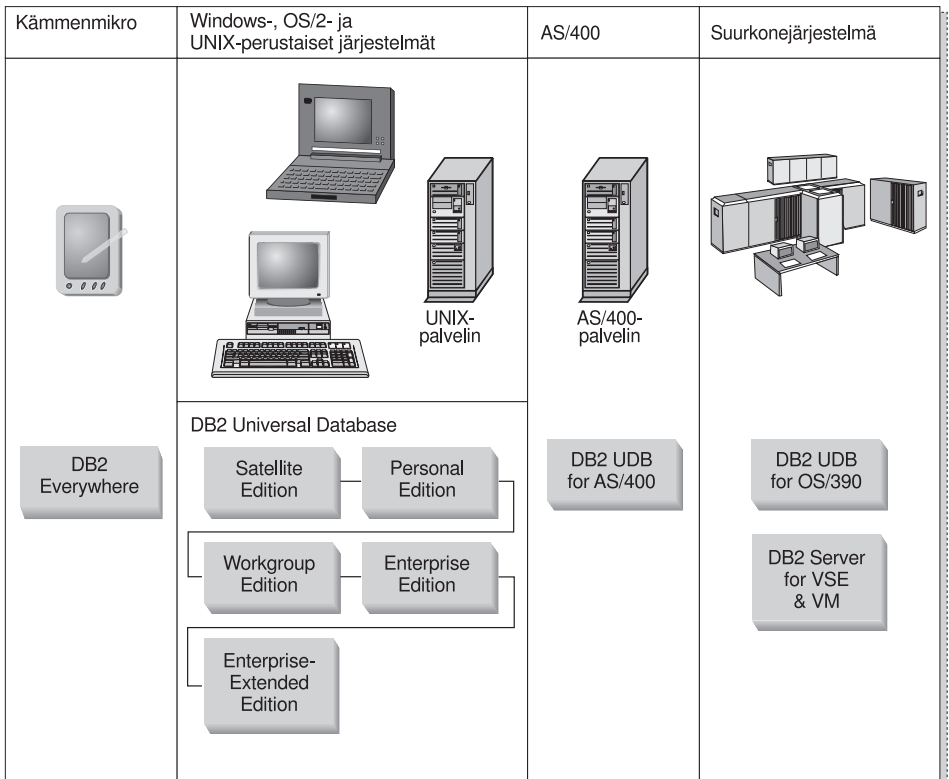 Kämmenmikro
Windows-, OS/2- ja
UNIX-perustaiset järjestelmät
AS/400
Suurkonejärjestelmä
UNIX-
palvelin
AS/400-
palvelin
DB2
Everywhere
DB2 Universal Database
Satellite
Edition
Personal
Edition
Workgroup
Edition
Enterprise
Edition
Enterprise-
Extended
Edition
DB2 UDB
for AS/400
DB2 UDB
for OS/390
DB2 Server
for VSE
& VM